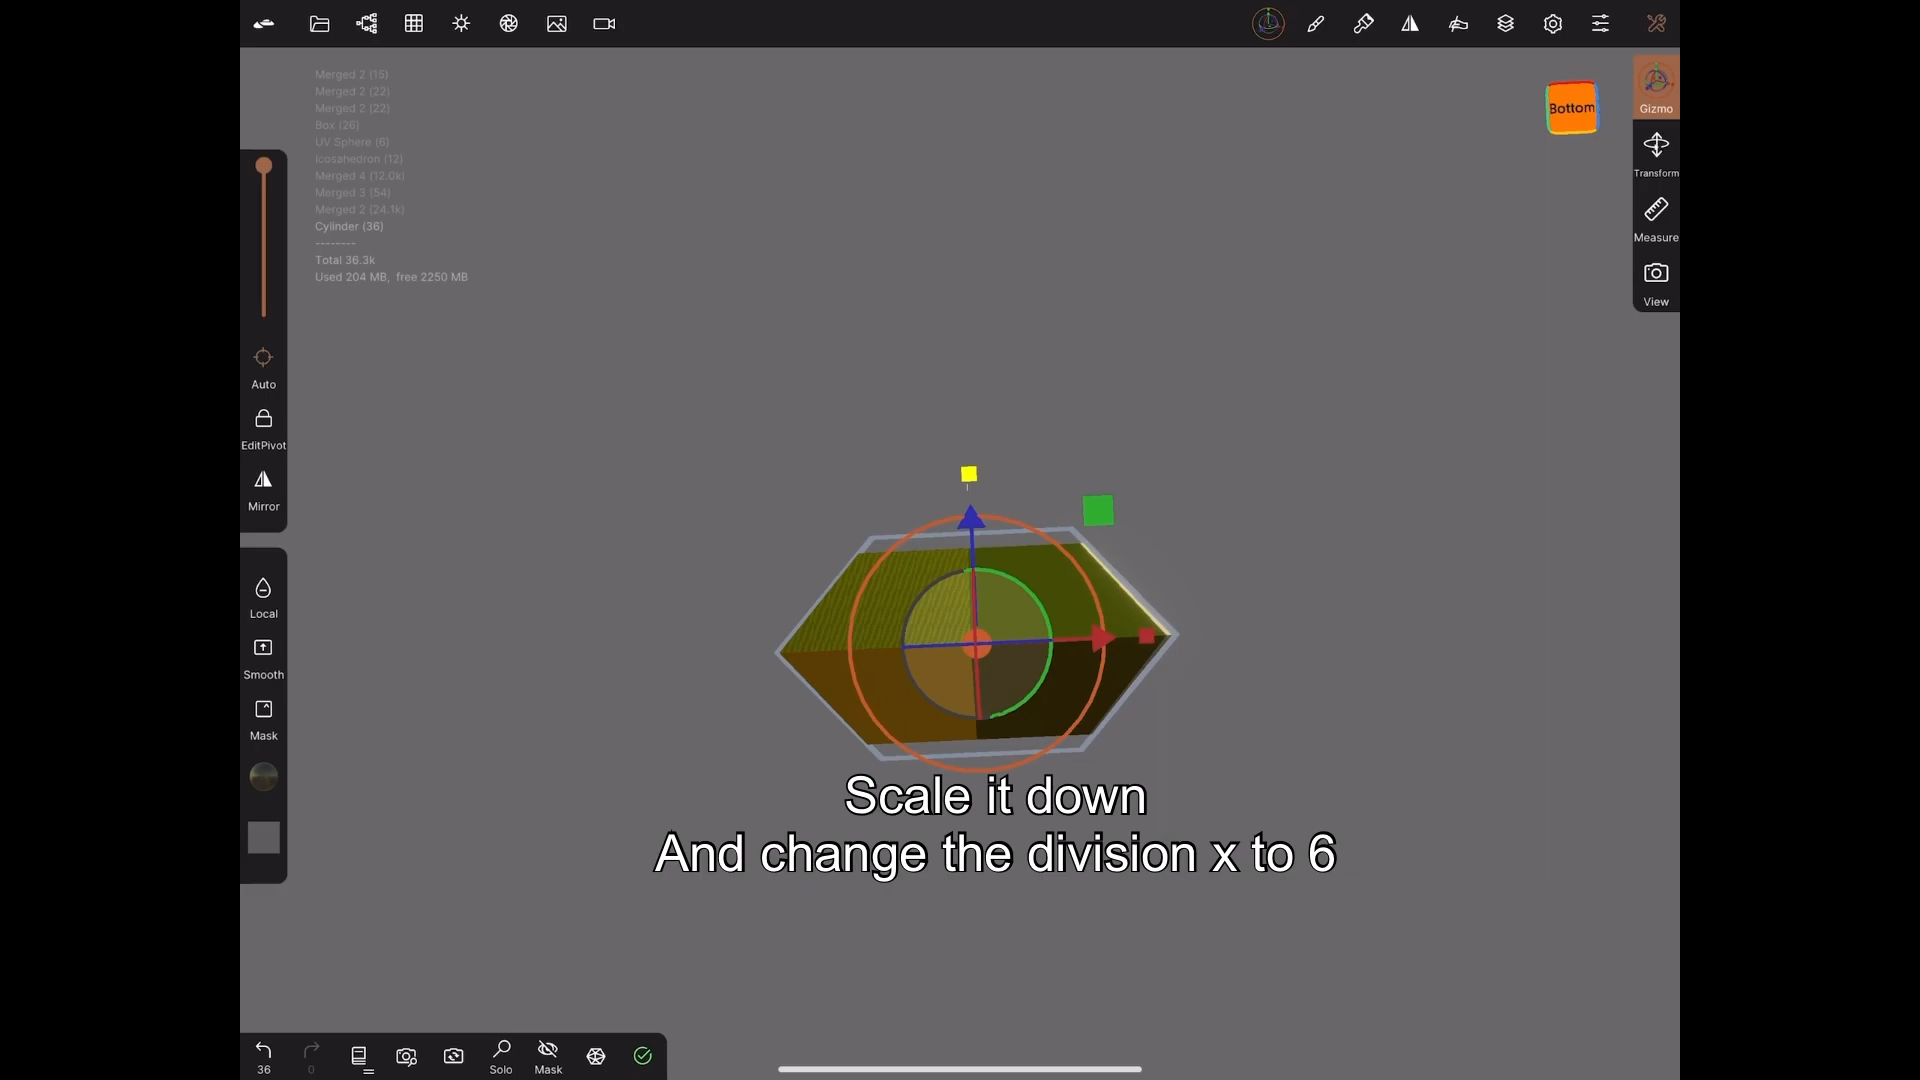 Merged 2 (15)
Merged 2 (22)
Merged 2 (22)
Box (26)
UV Sphere (6)
Icosahedron (12)
Merged 4 (12.0k)
Merged 3 (54)
Merged 2 (24.1k)
Cylinder (36)
--------
Total 36.3k
Used 204 MB, free 2250 MB
Bottom
Gizmo
Transform
Measure
View
Auto
EditPivot
Mirror
Local
Smooth
Mask
Scale it down
And change the division x to 6
36
0
Solo
Mask